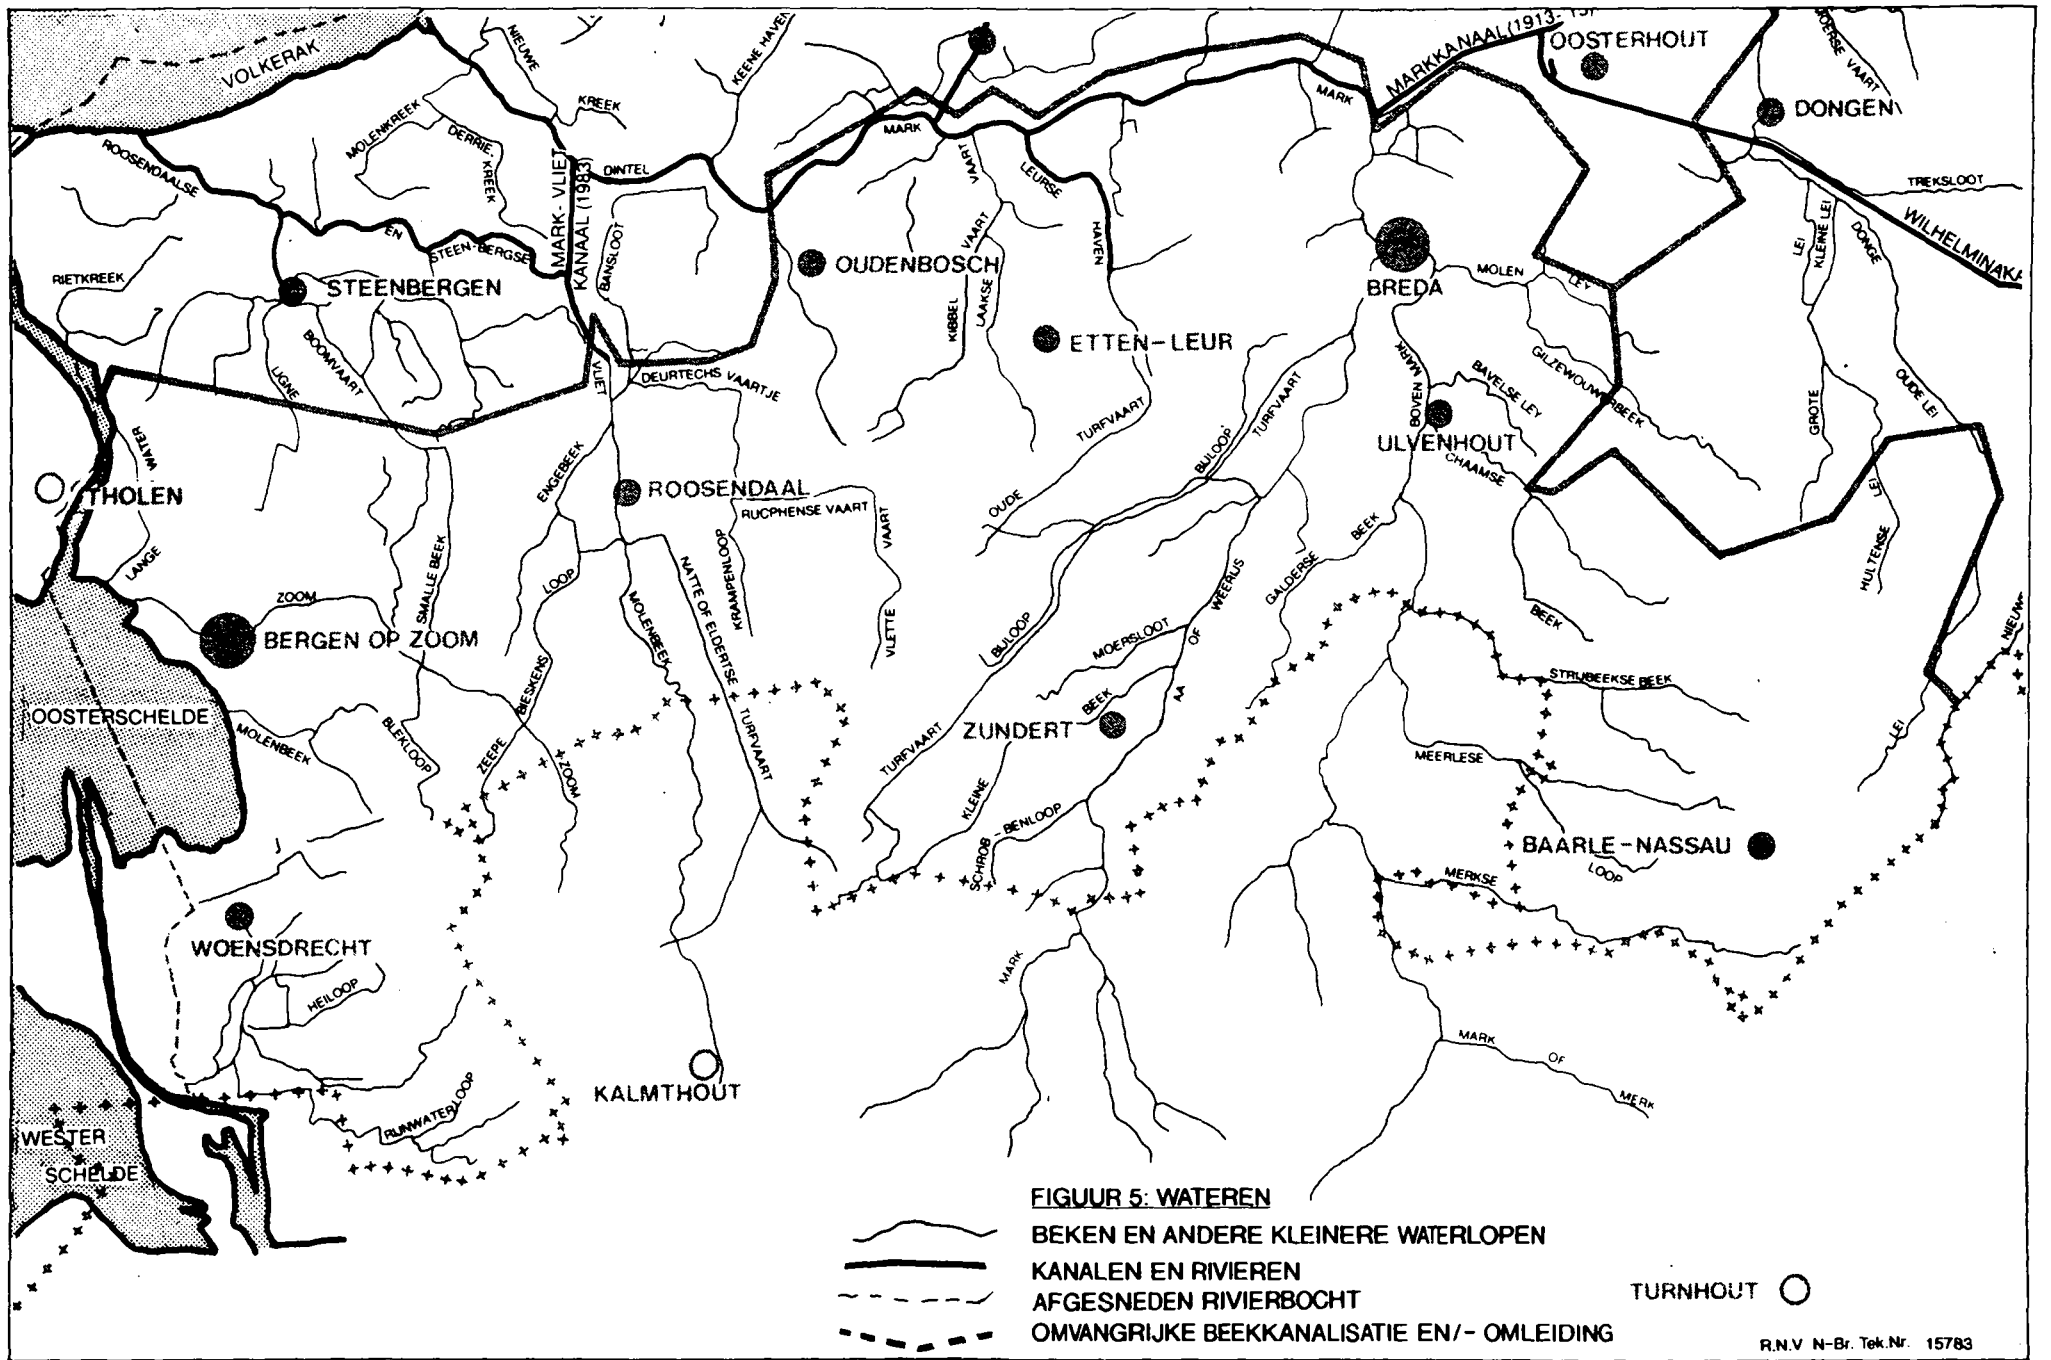 VOLKERAK
NIEUWE
KREEK
KEENE HAVEN
MARKKANAAL (1913-15)
OOSTERHOUT
VAART
DONGEN
MOLENKREEK
DERRIE-
KREEK
MARK
MARK
ROOSENDAALSE
EN
STEEN-BERGSE
MARK-VLIET
KANAAL (1983)
DINTEL
VAART
LEURSE
HAVEN
TREKSLOOT
WILHELMINAKA
LEI
KLEINE LEI
DONGE
RIETKREEK
STEENBERGEN
BANSLOOT
OUDENBOSCH
BREDA
MOLEN
LEY
KIBBEL
VAART
LAAKSE
ETTEN-LEUR
LIGNE
BOOMVAART
VLIET
DEURTECHS VAARTJE
TURFVAART
BOVEN MARK
BAVELSE LEY
GILZEWOUWERBEEK
OUDE LEI
GROTE
ULVENHOUT
CHAAMSE
WATER
LANGE
THOLEN
ENGEBEEK
ROOSENDAAL
RUCPHENSE VAART
OUDE
TURFVAART
BIJLOOP
LEI
HULTENSE
SMALLE BEEK
LOOP
BIESKENS
ZEEPE
MOLENBEEK
NATTE OF ELDERTSE
TURFVAART
KRAMPENLOOP
VAART
VLETTE
WEERIJS
OF
AA
GALDERSE
BEEK
BEEK
ZOOM
BERGEN OP ZOOM
BIJLOOP
MOERSLOOT
BEEK
ZUNDERT
STRIJBEEKSE BEEK
NIEUW
OOSTERSCHELDE
MOLENBEEK
BLEKLOOP
ZOOM
TURFVAART
KLEINE
MEERLESE
LEI
SCHROB-BENLOOP
BAARLE-NASSAU
LOOP
MERKSE
WOENSDRECHT
HEILOOP
MARK
KALMTHOUT
RIJNWATERLOOP
MARK
OF
MERK
WESTER
SCHELDE
FIGUUR 5: WATEREN
BEKEN EN ANDERE KLEINERE WATERLOPEN
KANALEN EN RIVIEREN
AFGESNEDEN RIVIERBOCHT
OMVANGRIJKE BEEKKANALISATIE EN/- OMLEIDING
TURNHOUT
R.N.V N-Br. Tek.Nr. 15783